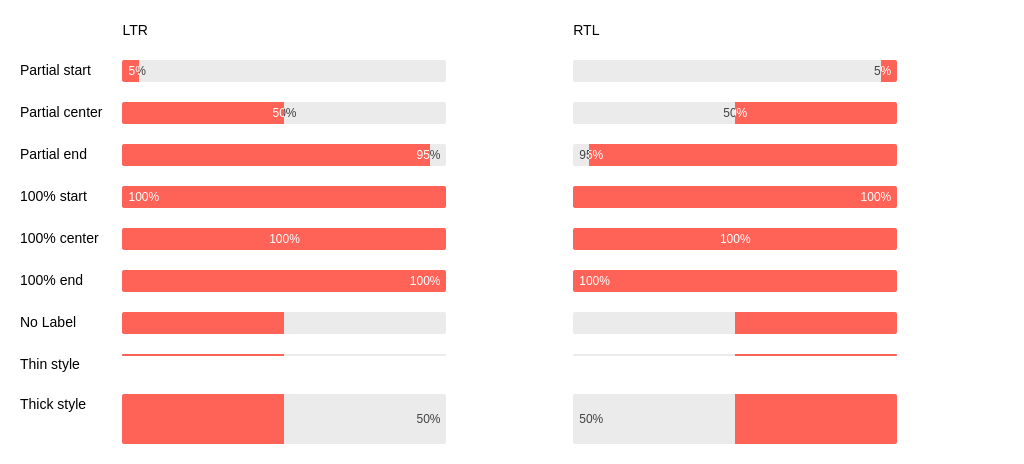 LTR RTL
Partial start 5% 5%
Partial center 50% 50%
Partial end 95% 95%
100% start 100% 100%
100% center 100% 100%
100% end 100% 100%
No Label
Thin style
Thick style 50% 50%